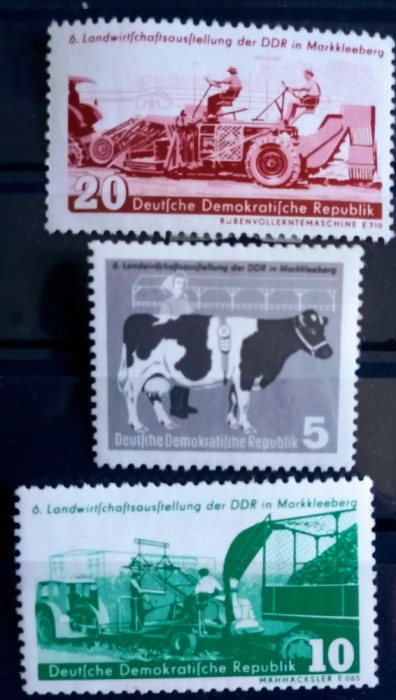 6. Landwirtſchaftsausſtellung der DDR in Markkleeberg
20 Deutſche Demokratiſche Republik
RÜBENVOLLERNTEMASCHINE E 710
6. Landwirtſchaftsausſtellung der DDR in Markkleeberg
Deutſche Demokratiſche Republik 5
6. Landwirtſchaftsausſtellung der DDR in Markkleeberg
Deutſche Demokratiſche Republik 10
MÄHHÄCKSLER E 065